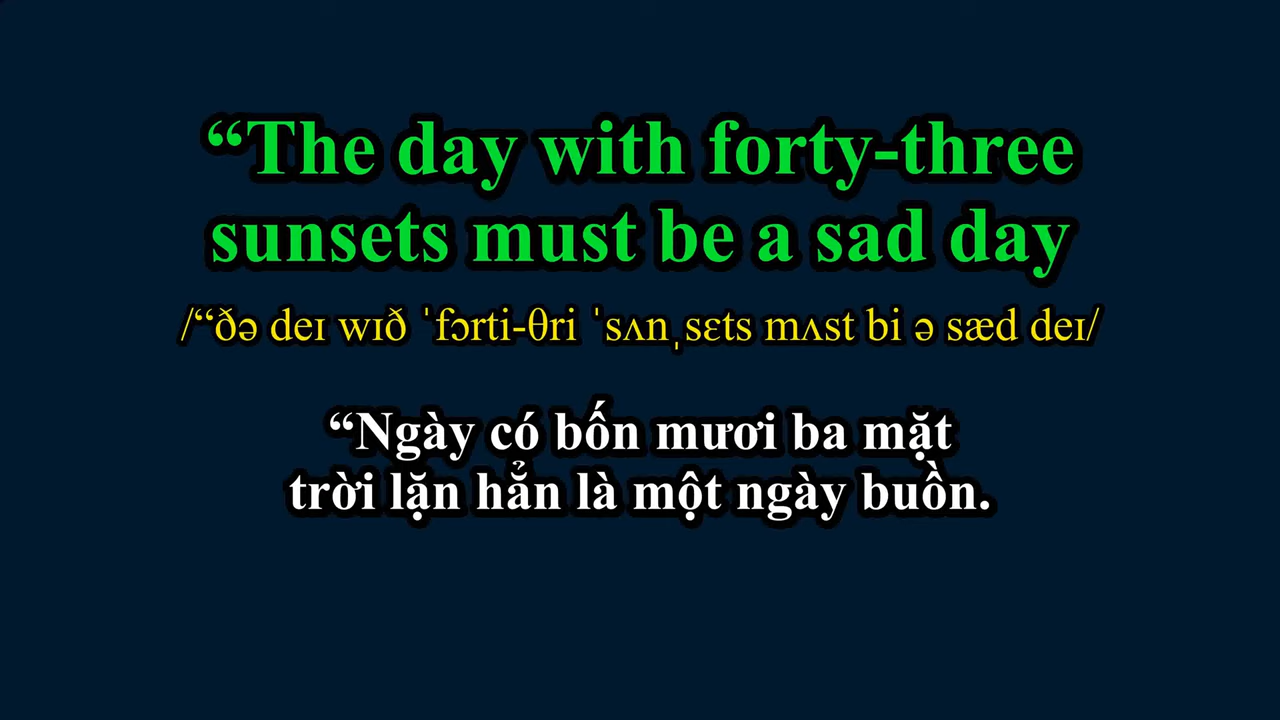 “The day with forty-three
sunsets must be a sad day
/“ðə deɪ wɪð ˈfɔrti-θri ˈsʌnˌsɛts mʌst bi ə sæd deɪ/
“Ngày có bốn mươi ba mặt
trời lặn hẳn là một ngày buồn.